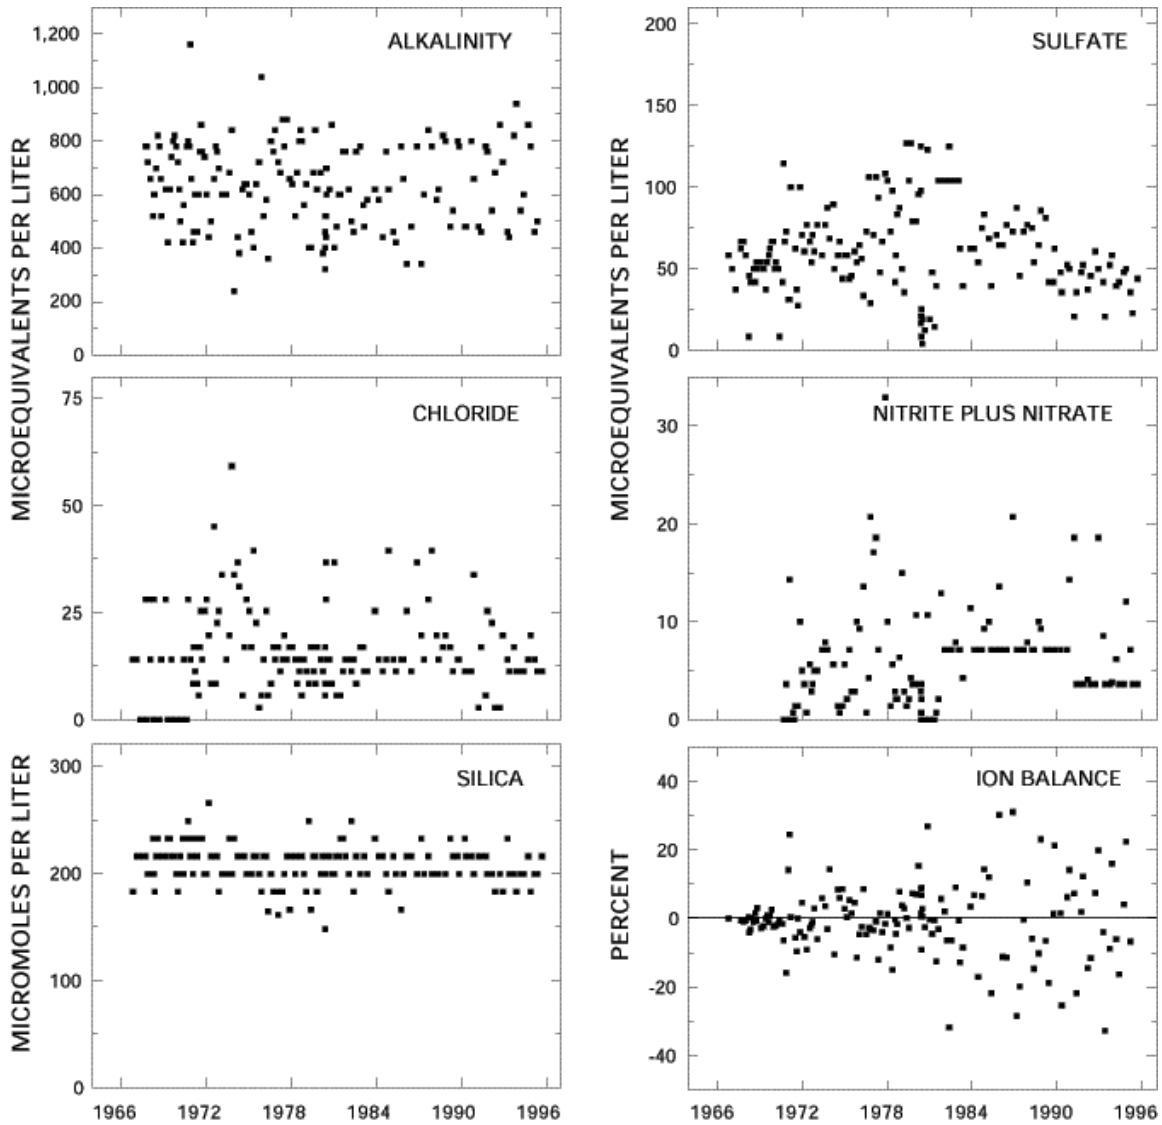 ALKALINITY
1,200
1,000
800
600
400
200
0
MICROEQUIVALENTS PER LITER
SULFATE
200
150
100
50
0
MICROEQUIVALENTS PER LITER
CHLORIDE
75
50
25
0
NITRITE PLUS NITRATE
30
20
10
0
SILICA
300
200
100
0
MICROMOLES PER LITER
1966 1972 1978 1984 1990 1996
ION BALANCE
40
20
0
-20
-40
PERCENT
1966 1972 1978 1984 1990 1996